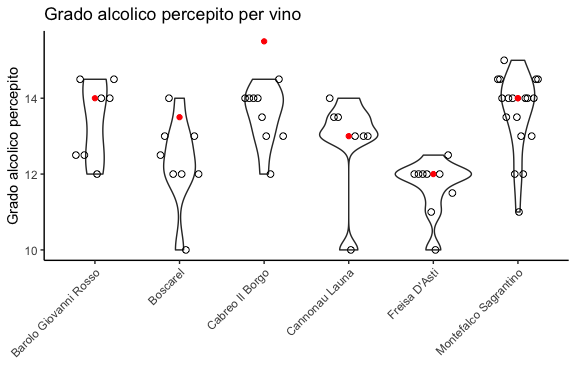 Grado alcolico percepito per vino
Grado alcolico percepito
14
12
10
Barolo Giovanni Rosso
Boscarel
Cabreo Il Borgo
Cannonau Launa
Freisa D'Asti
Montefalco Sagrantino